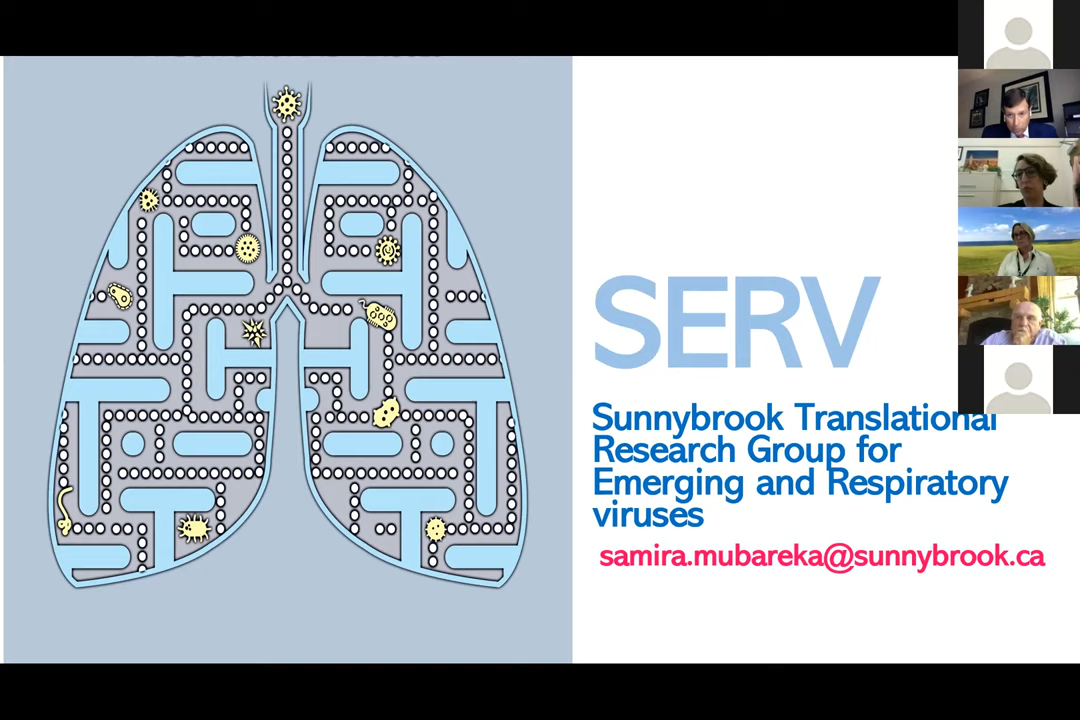 SERV
Sunnybrook Translational
Research Group for
Emerging and Respiratory
viruses
samira.mubareka@sunnybrook.ca